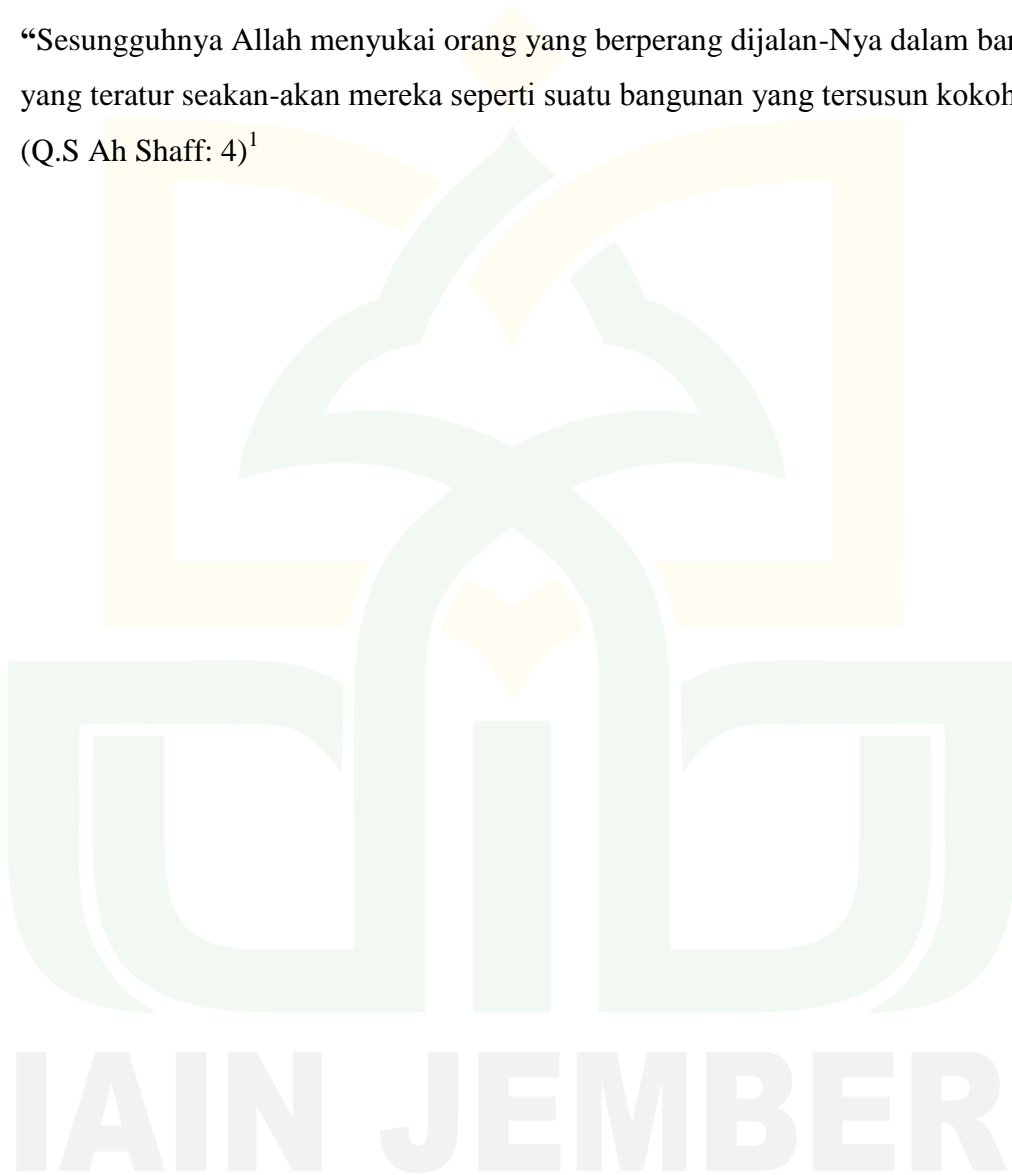 “Sesungguhnya Allah menyukai orang yang berperang dijalan-Nya dalam
yang teratur seakan-akan mereka seperti suatu bangunan yang tersusun kokoh
(Q.S Ah Shaff: 4)1
IAIN JEMBER